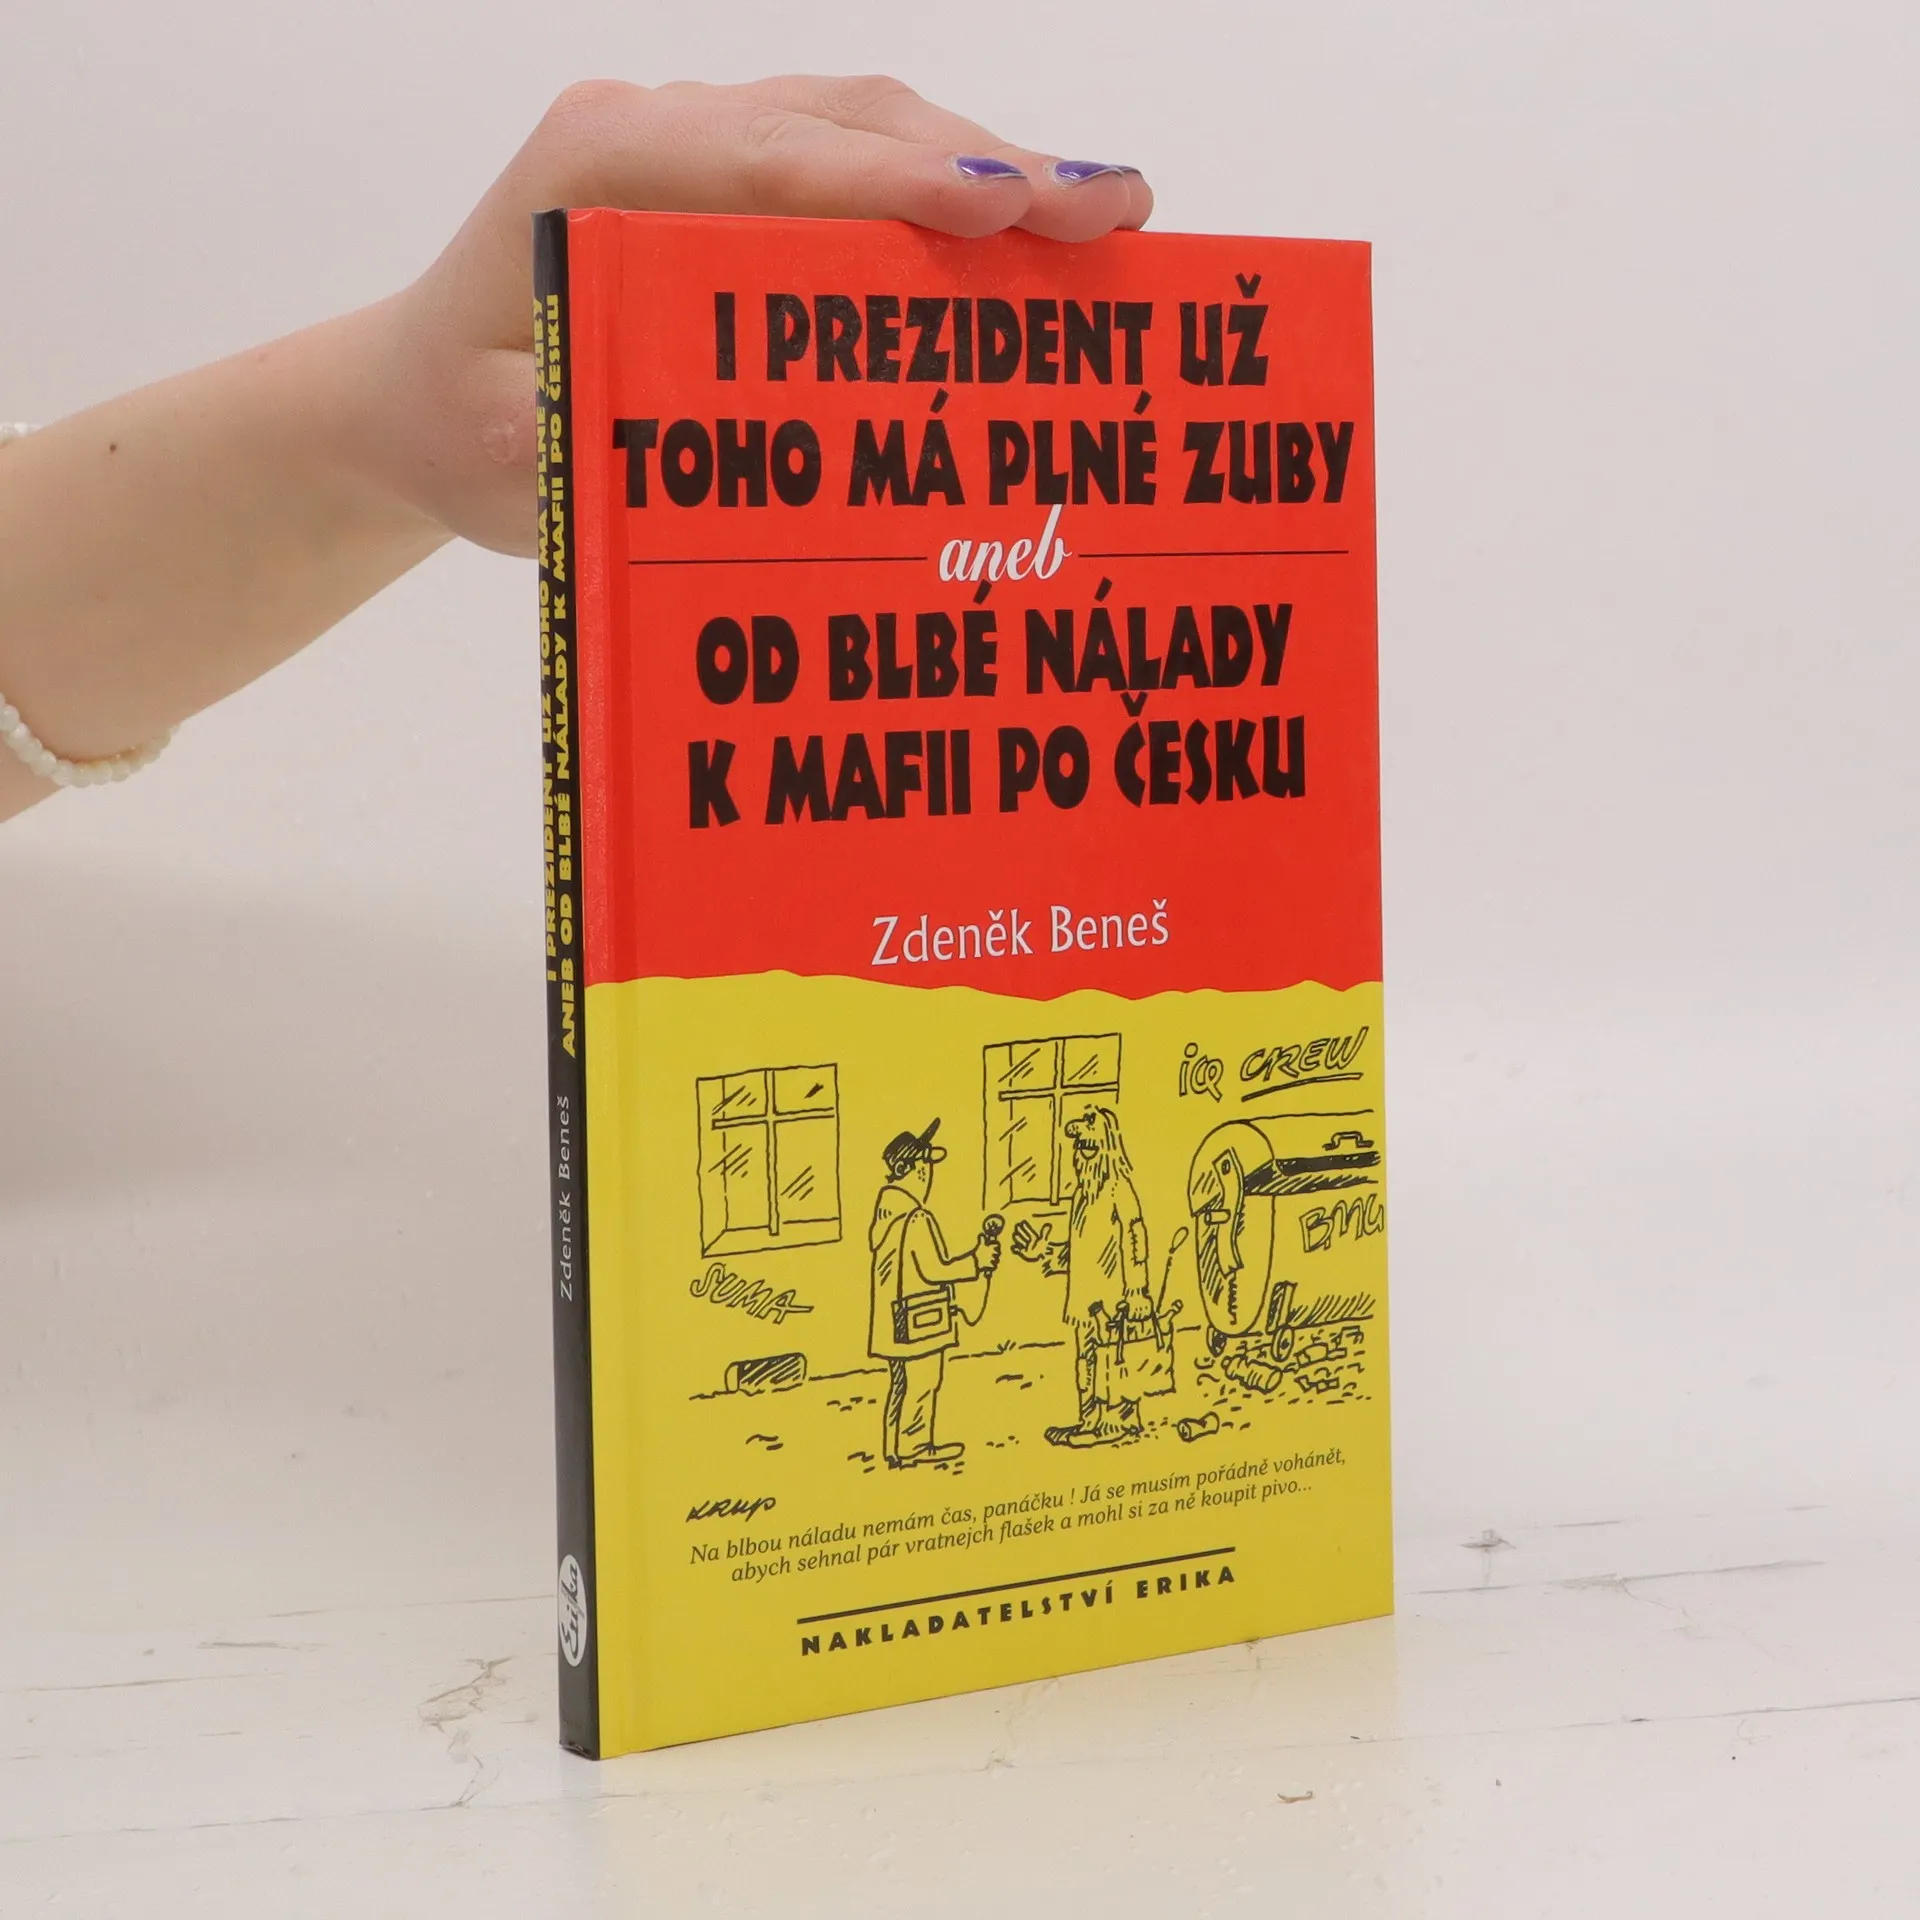 I PREZIDENT UŽ
TOHO MÁ PLNÉ ZUBY
aneb
OD BLBÉ NÁLADY
K MAFII PO ČESKU
Zdeněk Beneš
iCQ CREW
BMG
SUMA
KRUP
Na blbou náladu nemám čas, panáčku ! Já se musím pořádně vohánět,
abych sehnal pár vratnejch flašek a mohl si za ně koupit pivo...
NAKLADATELSTVÍ ERIKA
I PREZIDENT UŽ TOHO MÁ PLNÉ ZUBY
ANEB OD BLBÉ NÁLADY K MAFII PO ČESKU
Zdeněk Beneš
Erika